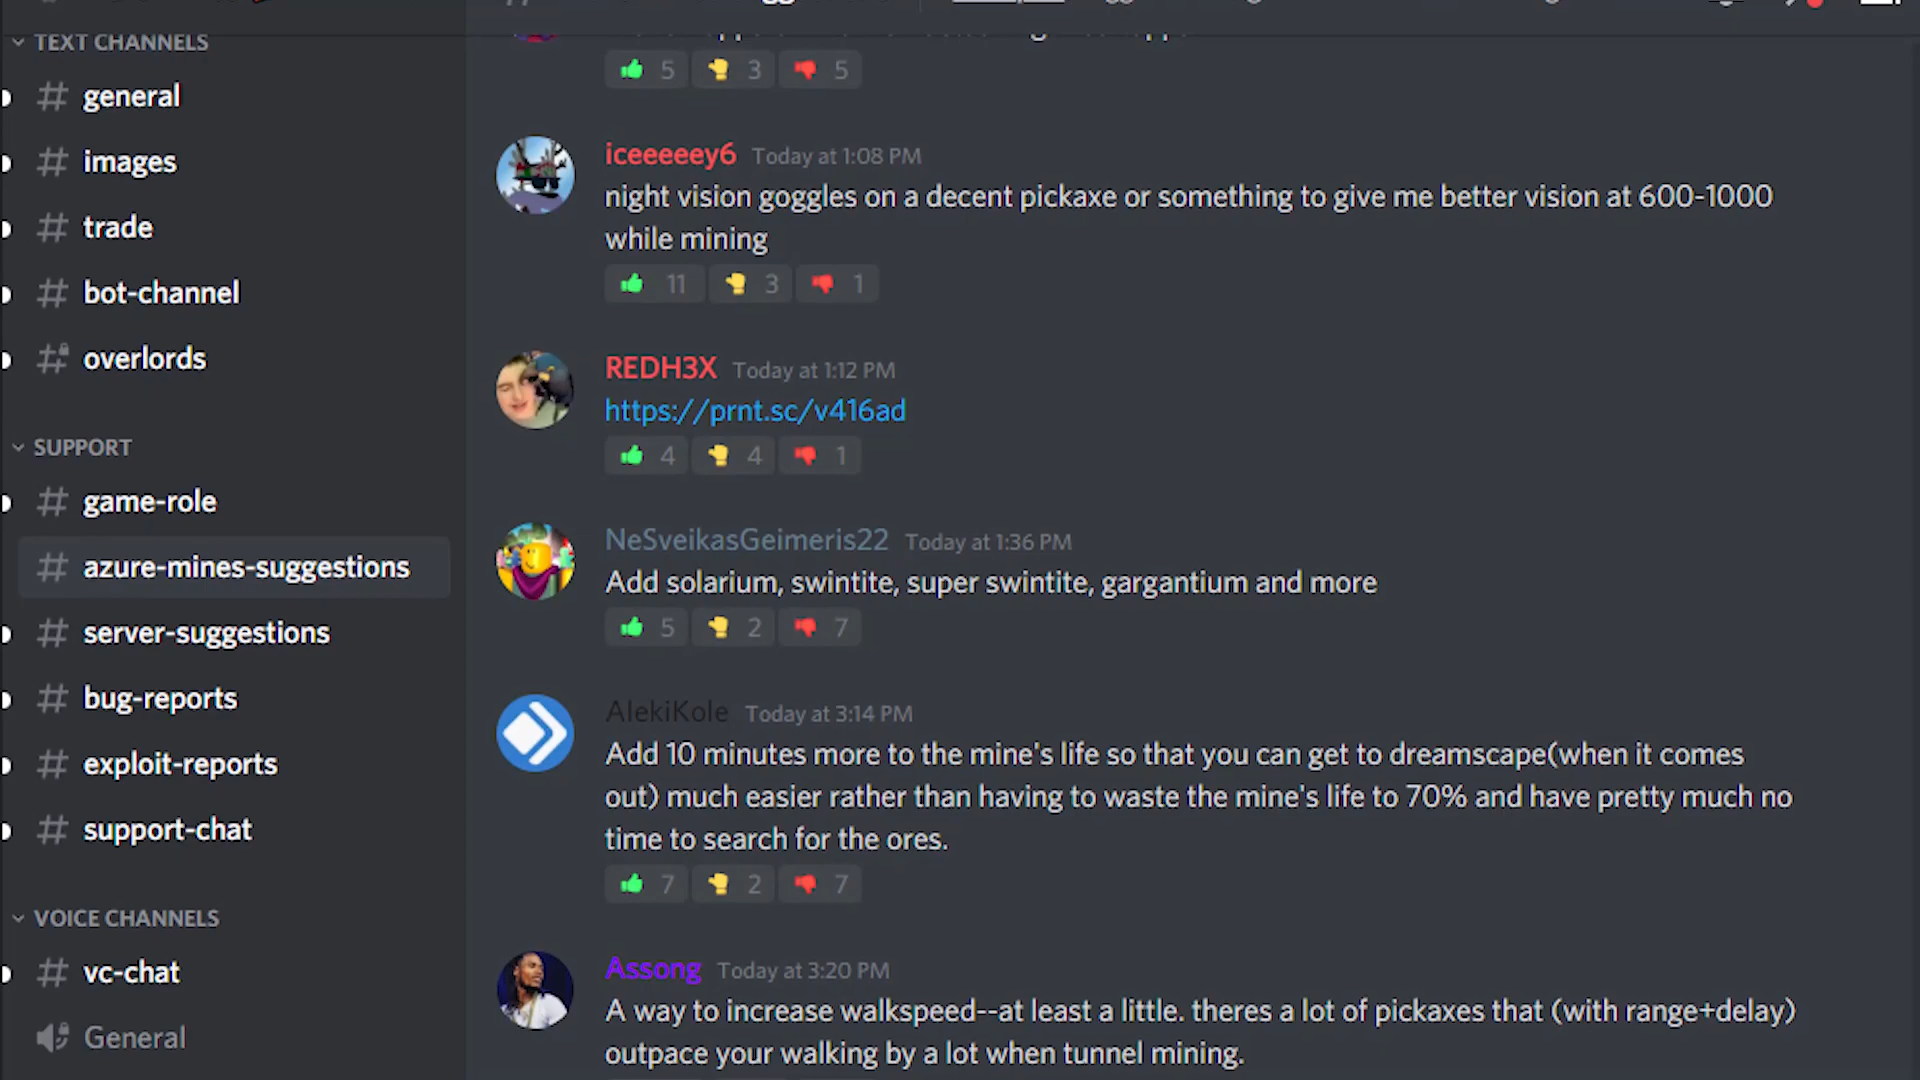 TEXT CHANNELS
general
images
trade
bot-channel
overlords
SUPPORT
game-role
azure-mines-suggestions
server-suggestions
bug-reports
exploit-reports
support-chat
VOICE CHANNELS
vc-chat
General
5 3 5
iceeeeey6 Today at 1:08 PM
night vision goggles on a decent pickaxe or something to give me better vision at 600-1000
while mining
11 3 1
REDH3X Today at 1:12 PM
https://prnt.sc/v416ad
4 4 1
NeSveikasGeimeris22 Today at 1:36 PM
Add solarium, swintite, super swintite, gargantium and more
5 2 7
AlekiKole Today at 3:14 PM
Add 10 minutes more to the mine's life so that you can get to dreamscape(when it comes
out) much easier rather than having to waste the mine's life to 70% and have pretty much no
time to search for the ores.
7 2 7
Assong Today at 3:20 PM
A way to increase walkspeed--at least a little. theres a lot of pickaxes that (with range+delay)
outpace your walking by a lot when tunnel mining.